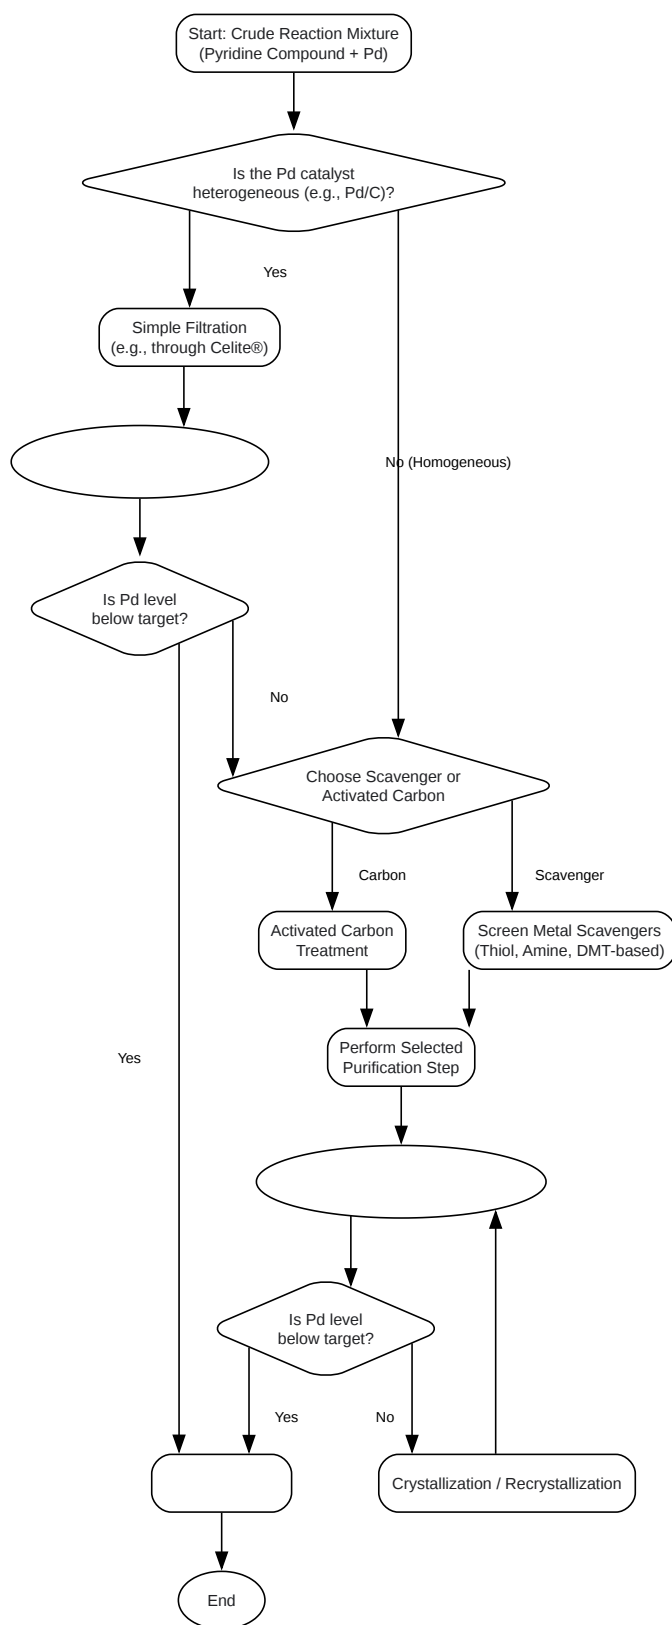 Start: Crude Reaction Mixture
(Pyridine Compound + Pd)
Is the Pd catalyst
heterogeneous (e.g., Pd/C)?
Yes
Simple Filtration
(e.g., through Celite®)
No (Homogeneous)
Is Pd level
below target?
No
Choose Scavenger or
Activated Carbon
Carbon
Scavenger
Activated Carbon
Treatment
Screen Metal Scavengers
(Thiol, Amine, DMT-based)
Perform Selected
Purification Step
Yes
Is Pd level
below target?
Yes
No
Crystallization / Recrystallization
End